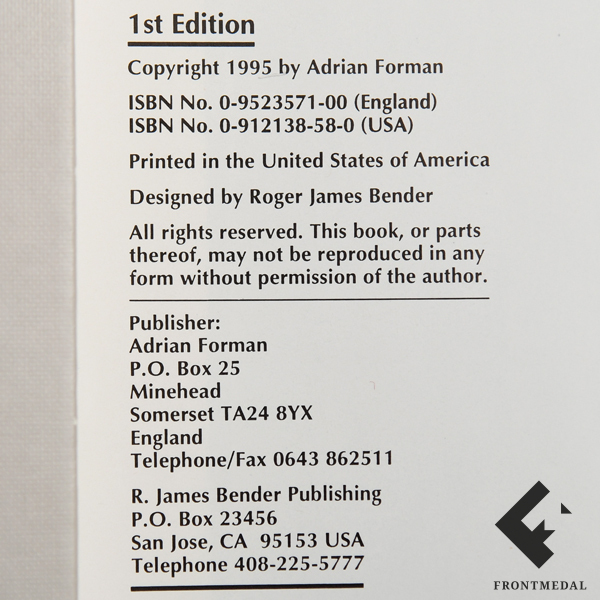 1st Edition
Copyright 1995 by Adrian Forman
ISBN No. 0-9523571-00 (England)
ISBN No. 0-912138-58-0 (USA)
Printed in the United States of America
Designed by Roger James Bender
All rights reserved. This book, or parts
thereof, may not be reproduced in any
form without permission of the author.
Publisher:
Adrian Forman
P.O. Box 25
Minehead
Somerset TA24 8YX
England
Telephone/Fax 0643 862511
R. James Bender Publishing
P.O. Box 23456
San Jose, CA 95153 USA
Telephone 408-225-5777
FRONTMEDAL